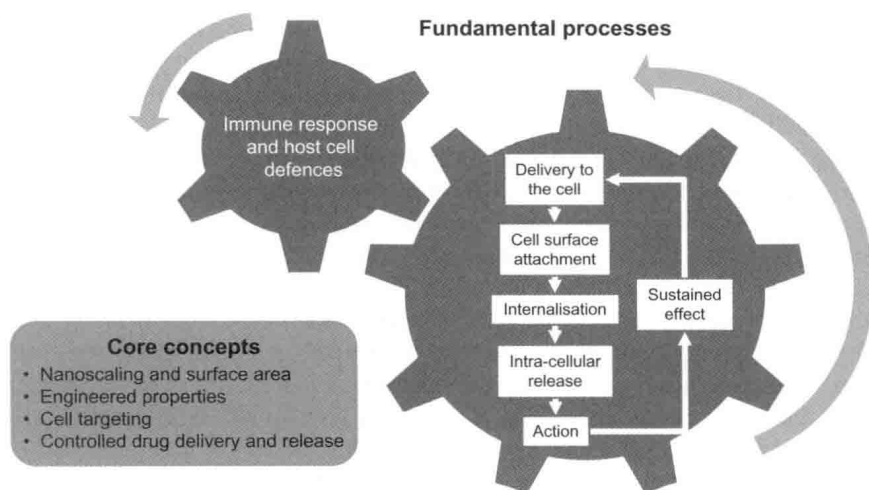 Fundamental processes
Immune response
and host cell
defences
Delivery to
the cell
Cell surface
attachment
Internalisation
Sustained
effect
Intra-cellular
release
Action
Core concepts
• Nanoscaling and surface area
• Engineered properties
• Cell targeting
• Controlled drug delivery and release